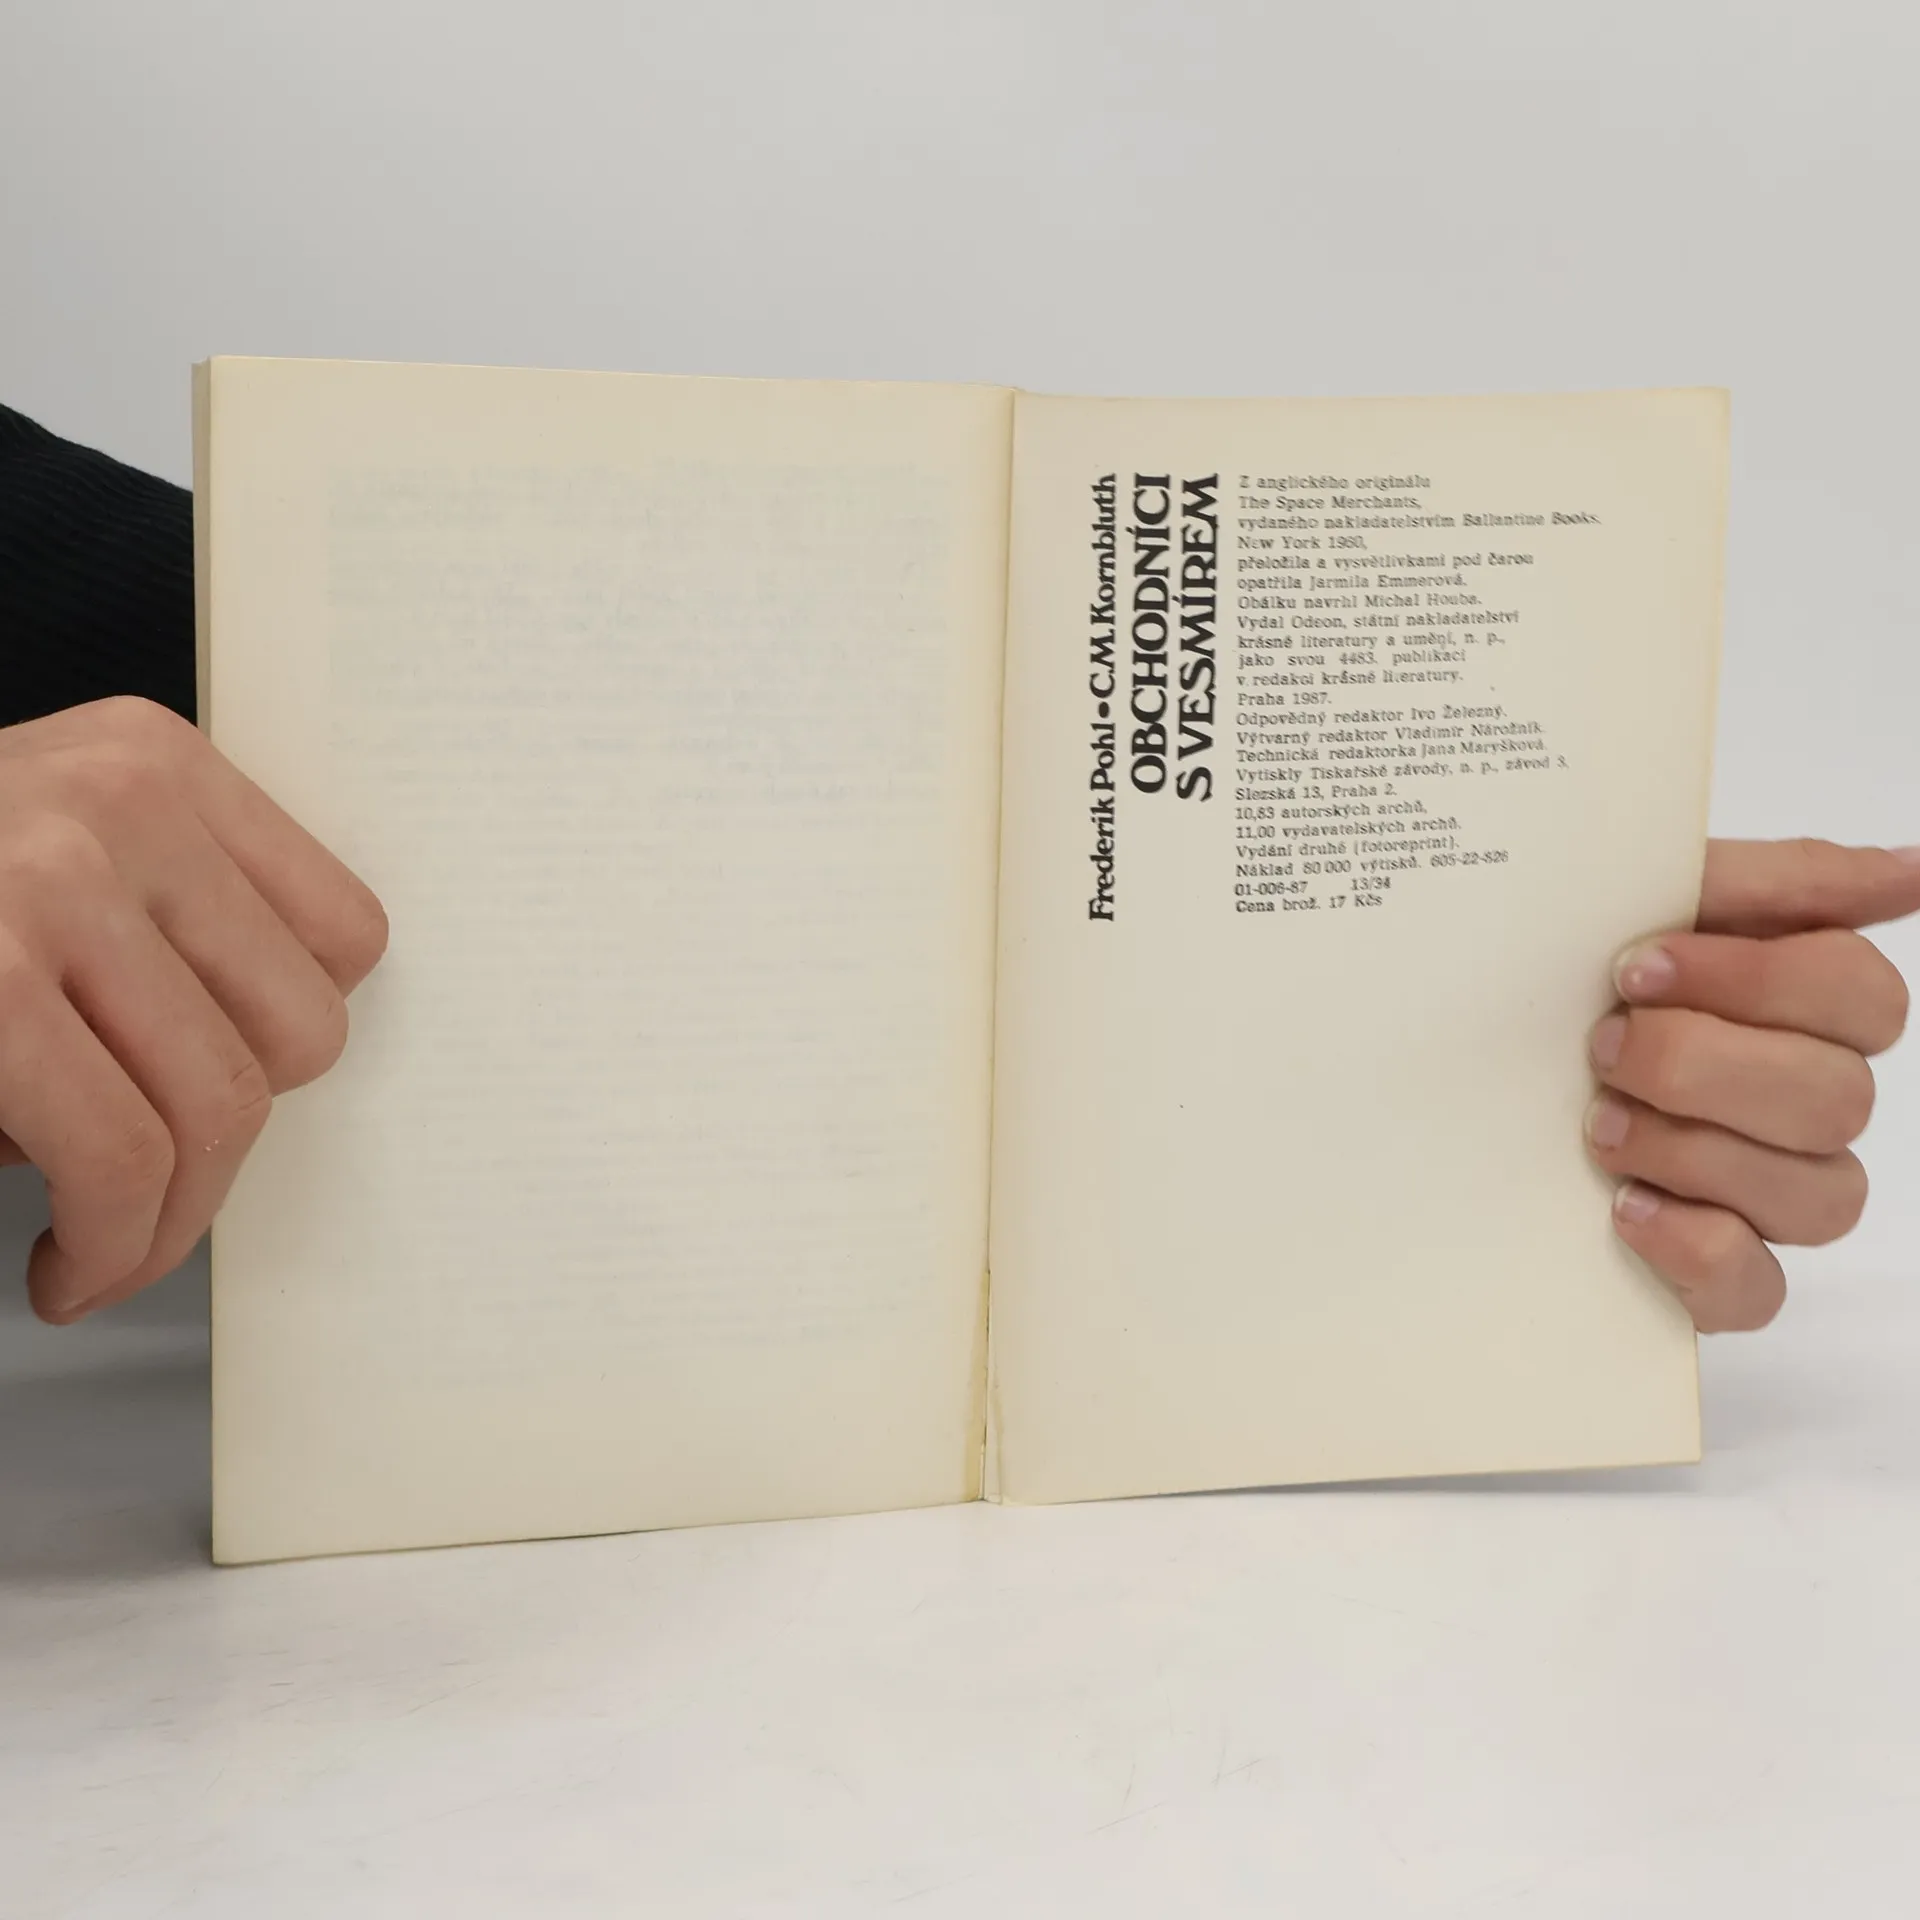 Frederik Pohl • C.M. Kornbluth
OBCHODNÍCI
S VESMÍREM
Z anglického originálu
The Space Merchants,
vydaného nakladatelstvím Ballantine Books,
New York 1960,
přeložila a vysvětlivkami pod čarou
opatřila Jarmila Emmerová.
Obálku navrhl Michal Houba.
Vydal Odeon, státní nakladatelství
krásné literatury a umění, n. p.,
jako svou 4483. publikaci
v redakci krásné literatury.
Praha 1987.
Odpovědný redaktor Ivo Železný.
Výtvarný redaktor Vladimír Nárožník.
Technická redaktorka Jana Maryšková.
Vytiskly Tiskařské závody, n. p., závod 3,
Slezská 13, Praha 2.
10,83 autorských archů,
11,00 vydavatelských archů.
Vydání druhé (fotoreprint).
Náklad 80 000 výtisků. 605-22-826
01-006-87 13/34
Cena brož. 17 Kčs